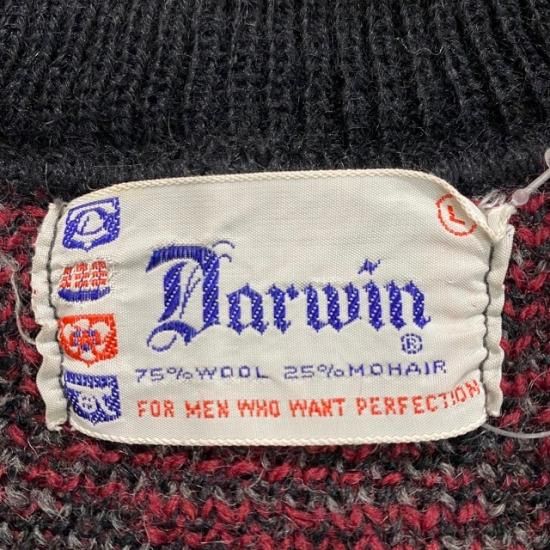 L
Darwin
®
75% WOOL 25% MOHAIR
FOR MEN WHO WANT PERFECTION